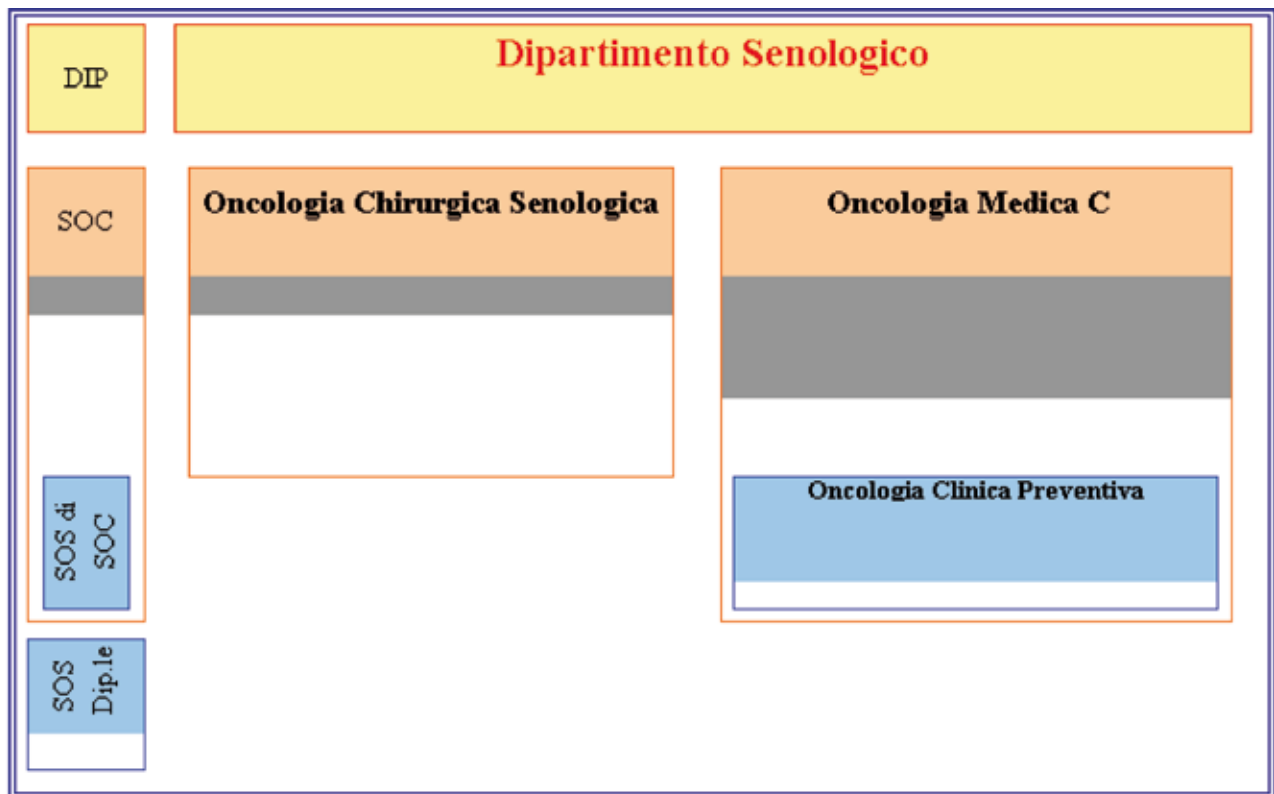 DIP
Dipartimento Senologico
SOC
Oncologia Chirurgica Senologica
Oncologia Medica C
SOS di
SOC
Oncologia Clinica Preventiva
SOS
Dip.le